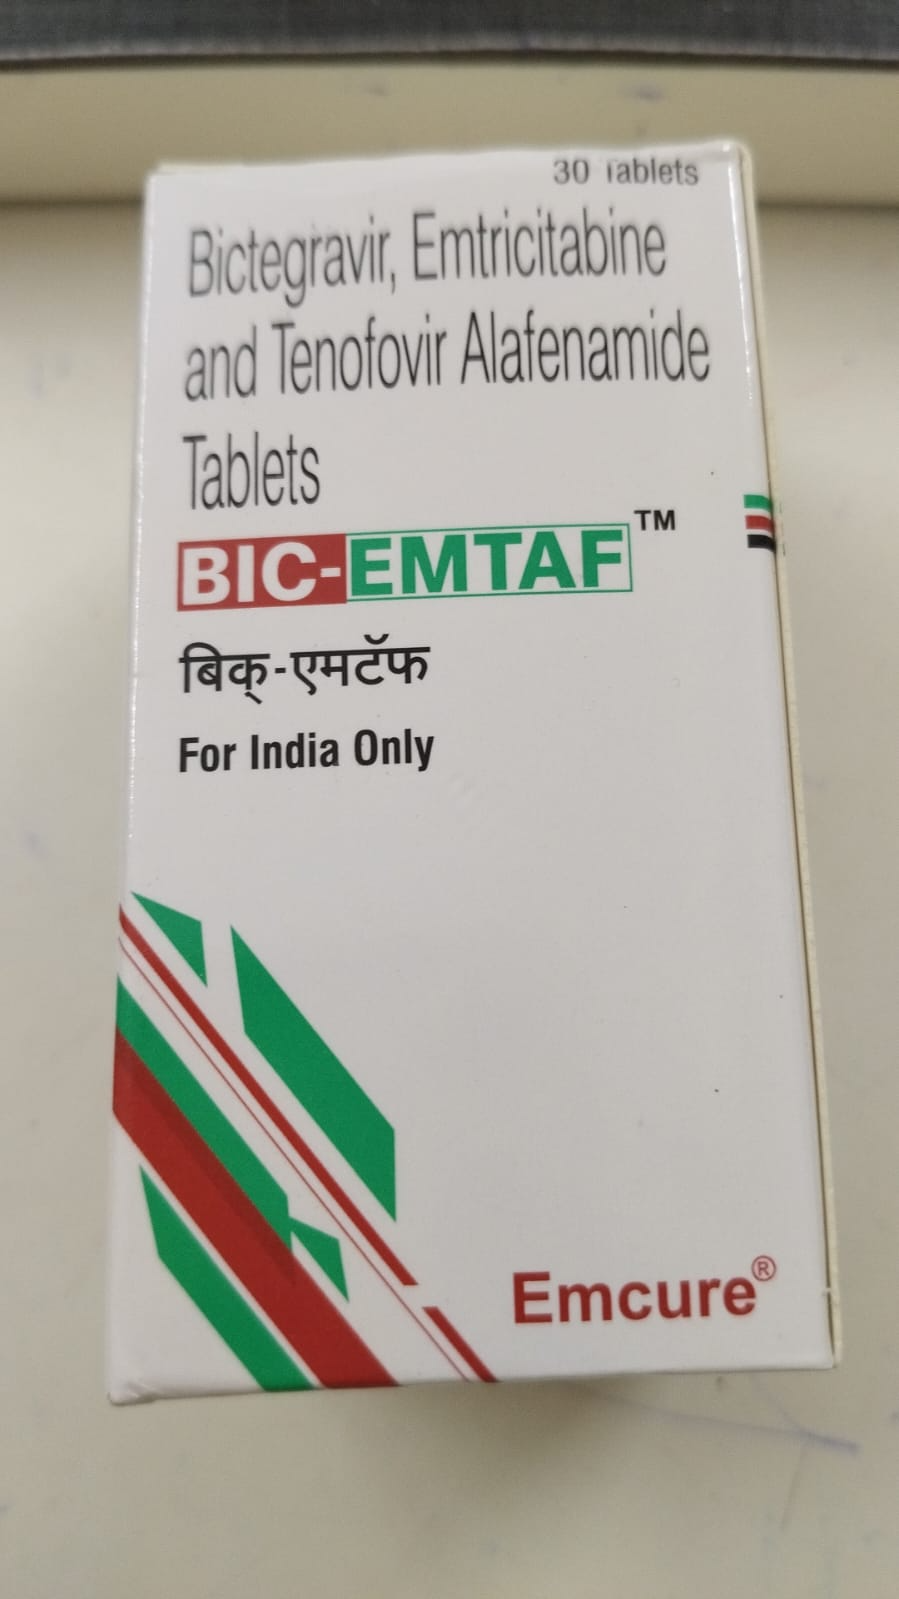 30 Tablets
Bictegravir, Emtricitabine
and Tenofovir Alafenamide
Tablets
BIC-EMTAF™
बिक्-एमटॅफ
For India Only
Emcure®